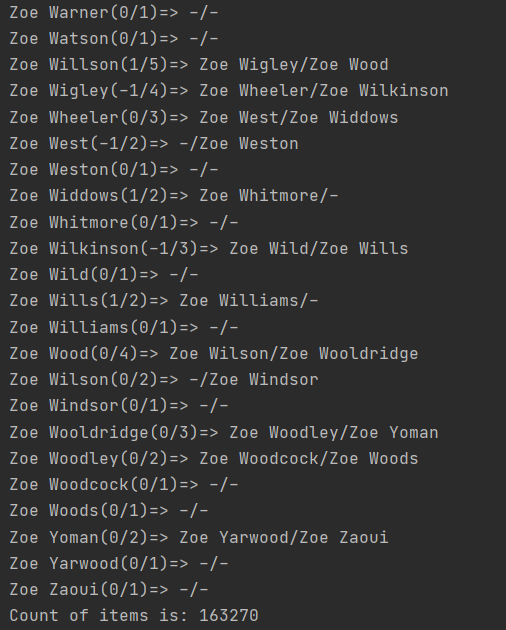 Zoe Warner(0/1)=> -/-
Zoe Watson(0/1)=> -/-
Zoe Willson(1/5)=> Zoe Wigley/Zoe Wood
Zoe Wigley(-1/4)=> Zoe Wheeler/Zoe Wilkinson
Zoe Wheeler(0/3)=> Zoe West/Zoe Widdows
Zoe West(-1/2)=> -/Zoe Weston
Zoe Weston(0/1)=> -/-
Zoe Widdows(1/2)=> Zoe Whitmore/-
Zoe Whitmore(0/1)=> -/-
Zoe Wilkinson(-1/3)=> Zoe Wild/Zoe Wills
Zoe Wild(0/1)=> -/-
Zoe Wills(1/2)=> Zoe Williams/-
Zoe Williams(0/1)=> -/-
Zoe Wood(0/4)=> Zoe Wilson/Zoe Wooldridge
Zoe Wilson(0/2)=> -/Zoe Windsor
Zoe Windsor(0/1)=> -/-
Zoe Wooldridge(0/3)=> Zoe Woodley/Zoe Yoman
Zoe Woodley(0/2)=> Zoe Woodcock/Zoe Woods
Zoe Woodcock(0/1)=> -/-
Zoe Woods(0/1)=> -/-
Zoe Yoman(0/2)=> Zoe Yarwood/Zoe Zaoui
Zoe Yarwood(0/1)=> -/-
Zoe Zaoui(0/1)=> -/-
Count of items is: 163270